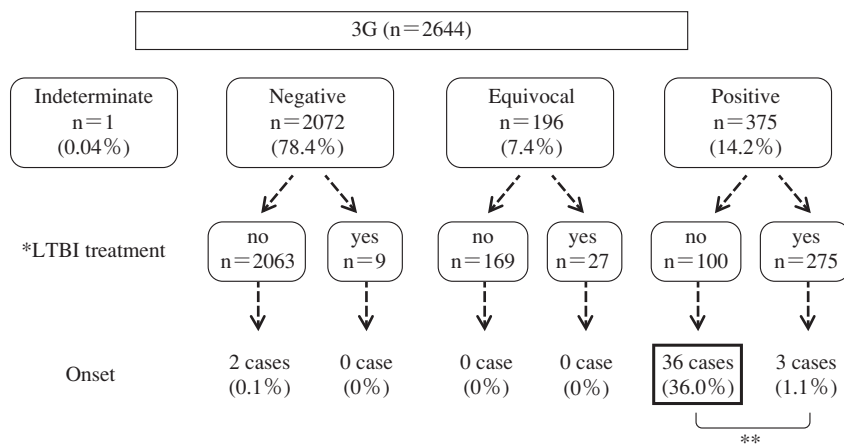 3G (n=2644)
Indeterminate
n=1
(0.04%)
Negative
n=2072
(78.4%)
Equivocal
n=196
(7.4%)
Positive
n=375
(14.2%)
*LTBI treatment
no
n=2063
yes
n=9
no
n=169
yes
n=27
no
n=100
yes
n=275
Onset
2 cases
(0.1%)
0 case
(0%)
0 case
(0%)
0 case
(0%)
36 cases
(36.0%)
3 cases
(1.1%)
**